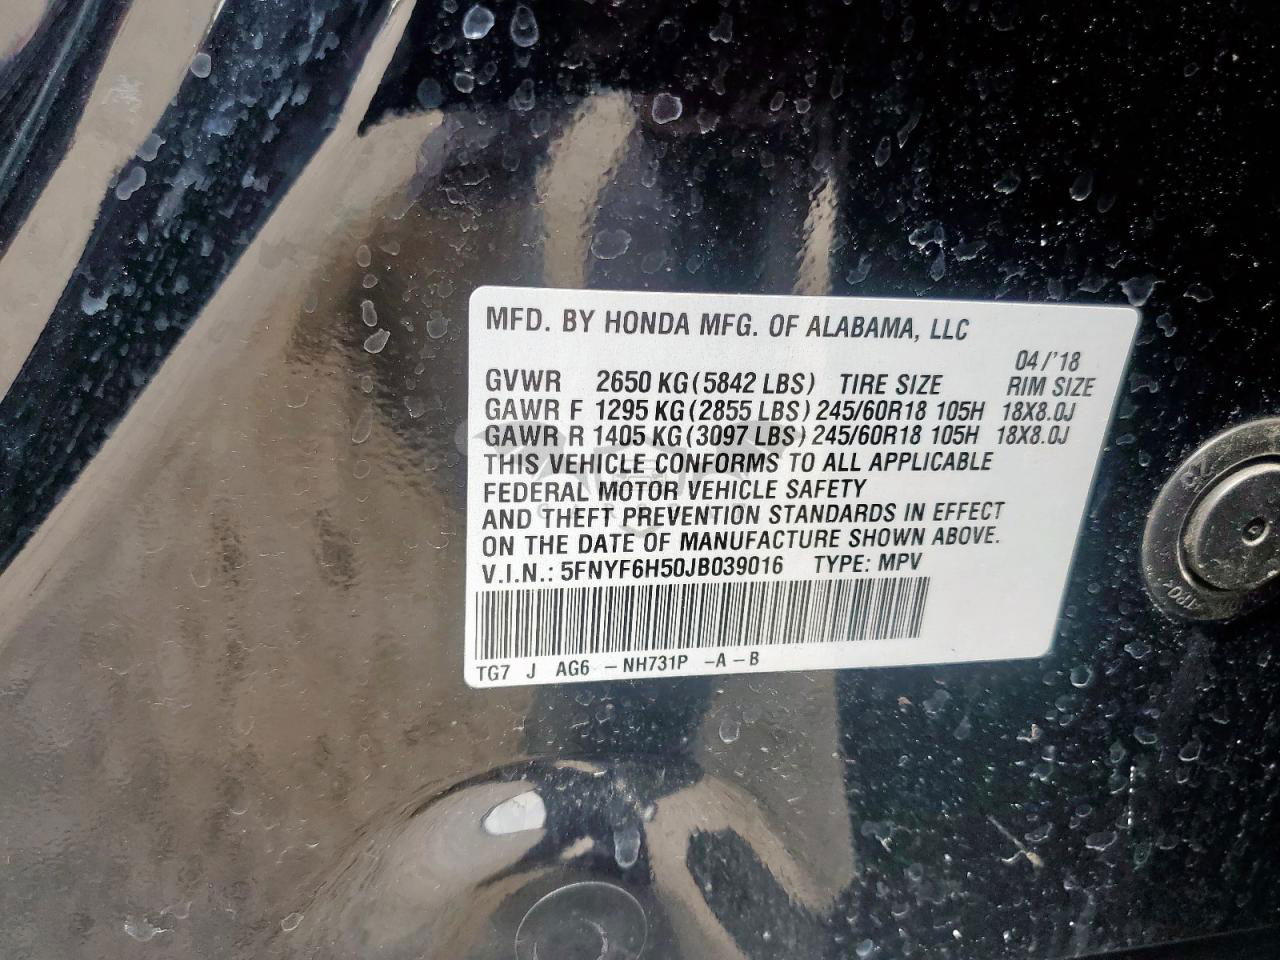 MFD. BY HONDA MFG. OF ALABAMA, LLC
04/'18
GVWR 2650 KG (5842 LBS) TIRE SIZE RIM SIZE
GAWR F 1295 KG (2855 LBS) 245/60R18 105H 18X8.0J
GAWR R 1405 KG (3097 LBS) 245/60R18 105H 18X8.0J
THIS VEHICLE CONFORMS TO ALL APPLICABLE
FEDERAL MOTOR VEHICLE SAFETY
AND THEFT PREVENTION STANDARDS IN EFFECT
ON THE DATE OF MANUFACTURE SHOWN ABOVE.
V.I.N.: 5FNYF6H50JB039016 TYPE: MPV
TG7 J AG6 -NH731P -A-B